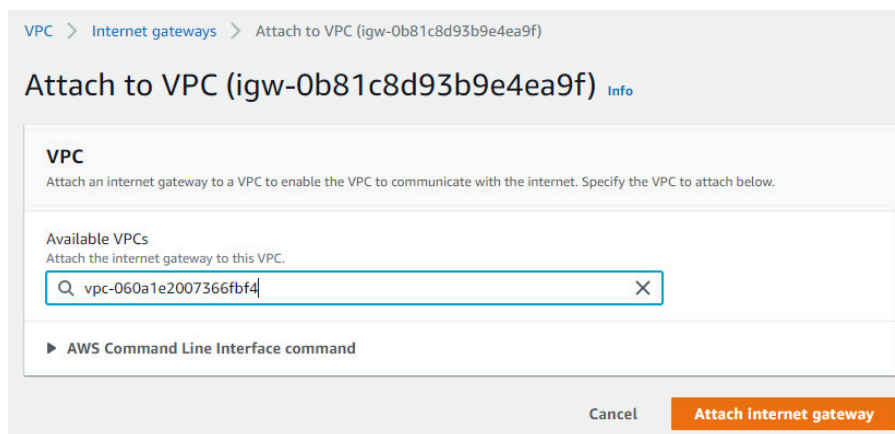 VPC > Internet gateways > Attach to VPC (igw-0b81c8d93b9e4ea9f)
Attach to VPC (igw-0b81c8d93b9e4ea9f) Info
VPC
Attach an internet gateway to a VPC to enable the VPC to communicate with the internet. Specify the VPC to attach below.
Available VPCs
Attach the internet gateway to this VPC.
vpc-060a1e2007366fbf4
AWS Command Line Interface command
Cancel Attach internet gateway